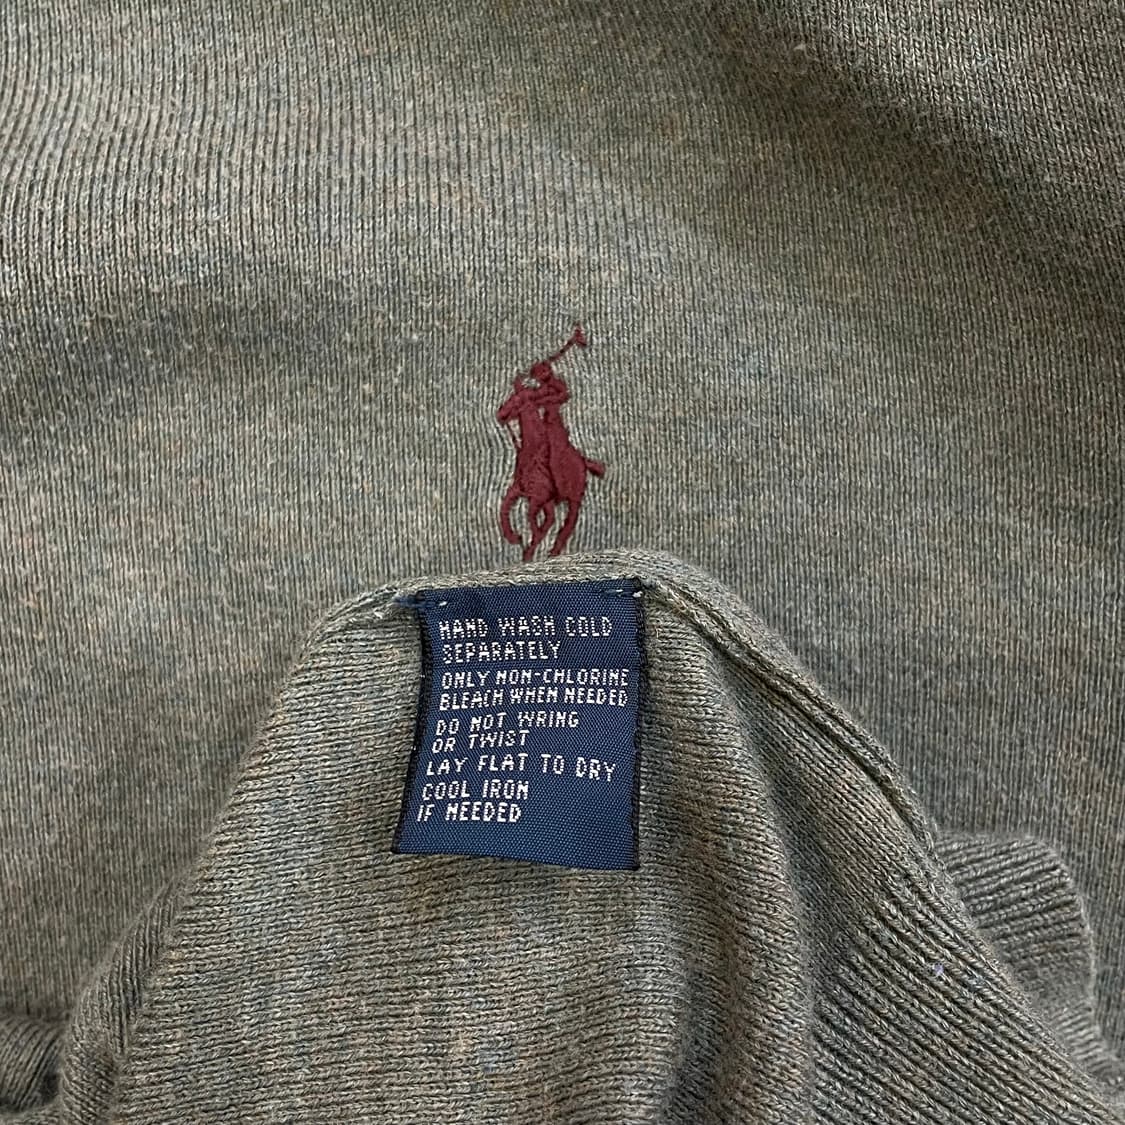 HAND WASH COLD
SEPARATELY
ONLY NON-CHLORINE
BLEACH WHEN NEEDED
DO NOT WRING
OR TWIST
LAY FLAT TO DRY
COOL IRON
IF NEEDED